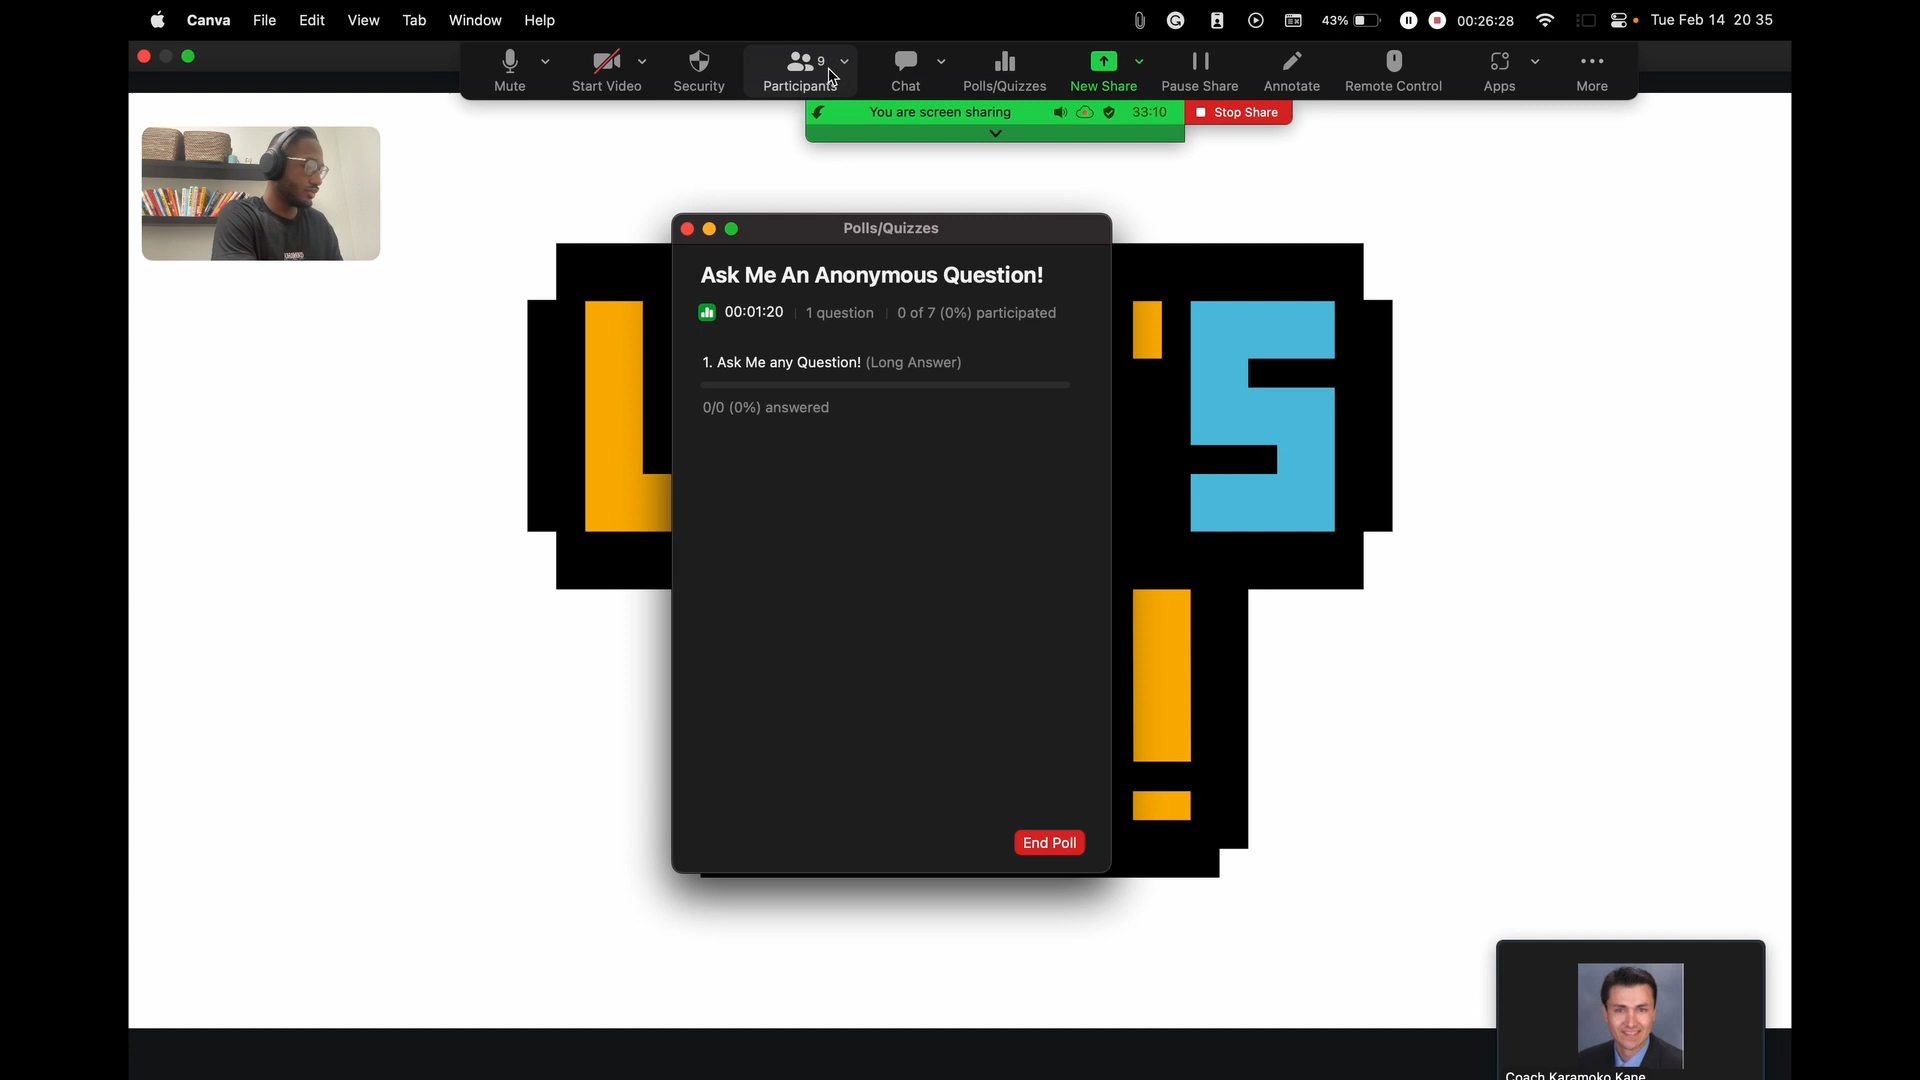 Canva File Edit View Tab Window Help
43% 00:26:28 Tue Feb 14 20 35
9
Mute Start Video Security Participants Chat Polls/Quizzes New Share Pause Share Annotate Remote Control Apps More
You are screen sharing 33:10 Stop Share
Polls/Quizzes
Ask Me An Anonymous Question!
00:01:20 1 question 0 of 7 (0%) participated
1. Ask Me any Question! (Long Answer)
0/0 (0%) answered
L 'S
!
End Poll
Coach Karamoko Kane